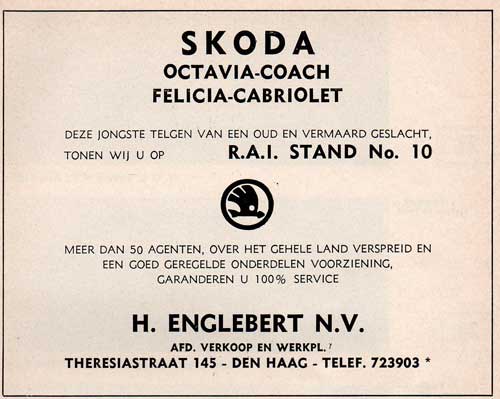 SKODA
OCTAVIA-COACH
FELICIA-CABRIOLET
DEZE JONGSTE TELGEN VAN EEN OUD EN VERMAARD GESLACHT,
TONEN WIJ U OP R.A.I. STAND No. 10
MEER DAN 50 AGENTEN, OVER HET GEHELE LAND VERSPREID EN
EEN GOED GEREGELDE ONDERDELEN VOORZIENING,
GARANDEREN U 100% SERVICE
H. ENGLEBERT N.V.
AFD. VERKOOP EN WERKPL.
THERESIASTRAAT 145 - DEN HAAG - TELEF. 723903 *